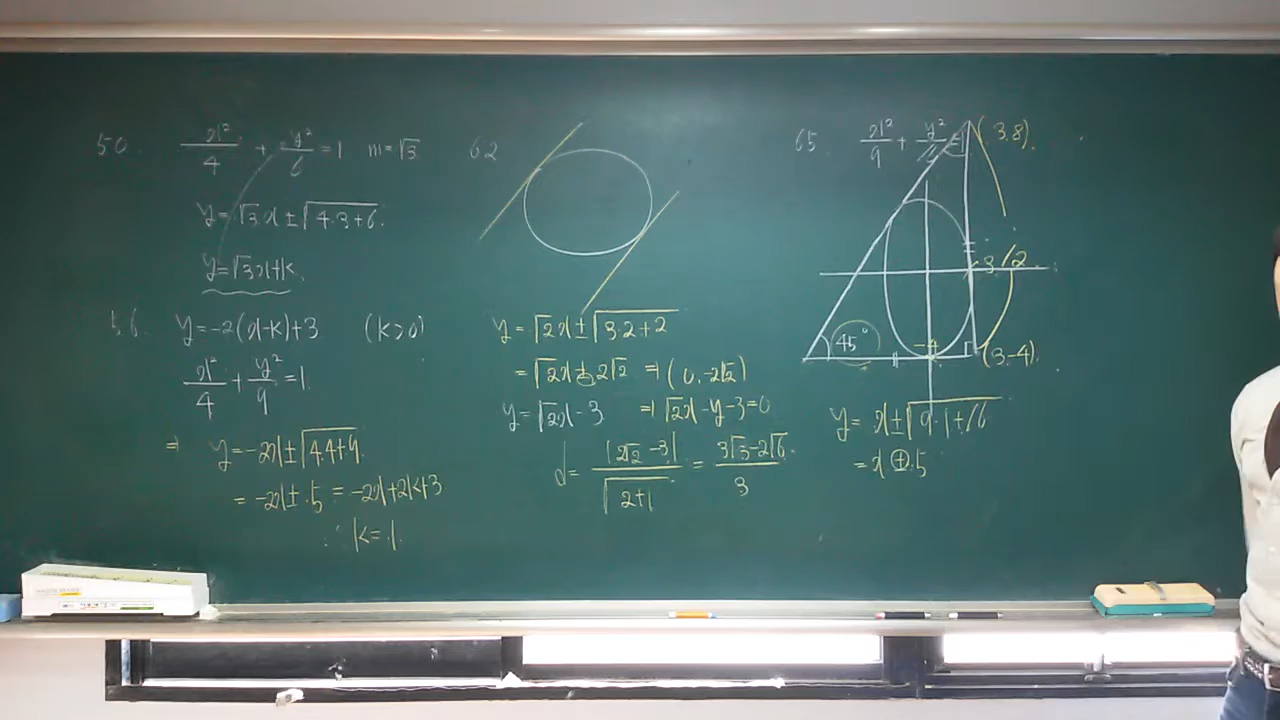 50. x²/4 + y²/6 = 1 m=√3
y=√3x±√(4·3+6)
y=√3x+k
56. y=-2(x-k)+3 (k>0)
x²/4 + y²/9 = 1
⇒ y=-2x±√(4·4+9)
= -2x±5 = -2x+2k+3
∴ k=1
62
y=√2x±√(3·2+2)
=√2x±2√2 ⇒ (0,-2√2)
y=√2x-3 ⇒ √2x-y-3=0
d= |2√2-3| / √(2+1) = (3√3-2√6) / 3
65. x²/9 + y²/16 = 1
(3,8)
3 / 2
45°
-4
(3,-4)
y= x±√(9·1+16)
= x⊕5